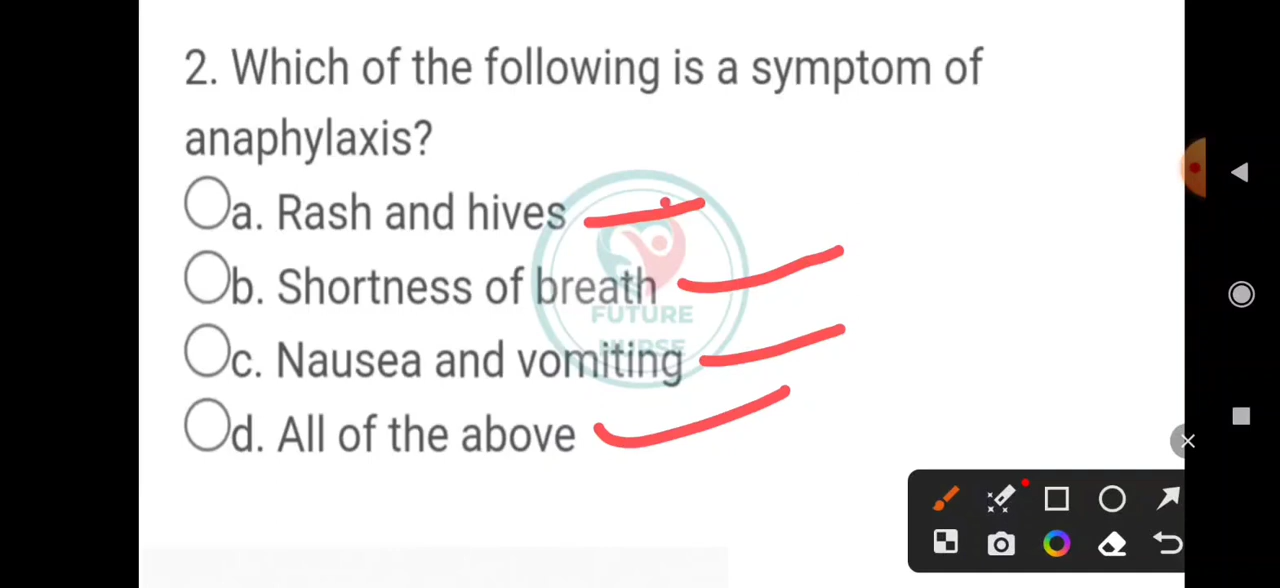 2. Which of the following is a symptom of
anaphylaxis?
a. Rash and hives
b. Shortness of breath
c. Nausea and vomiting
d. All of the above
FUTURE
NURSE